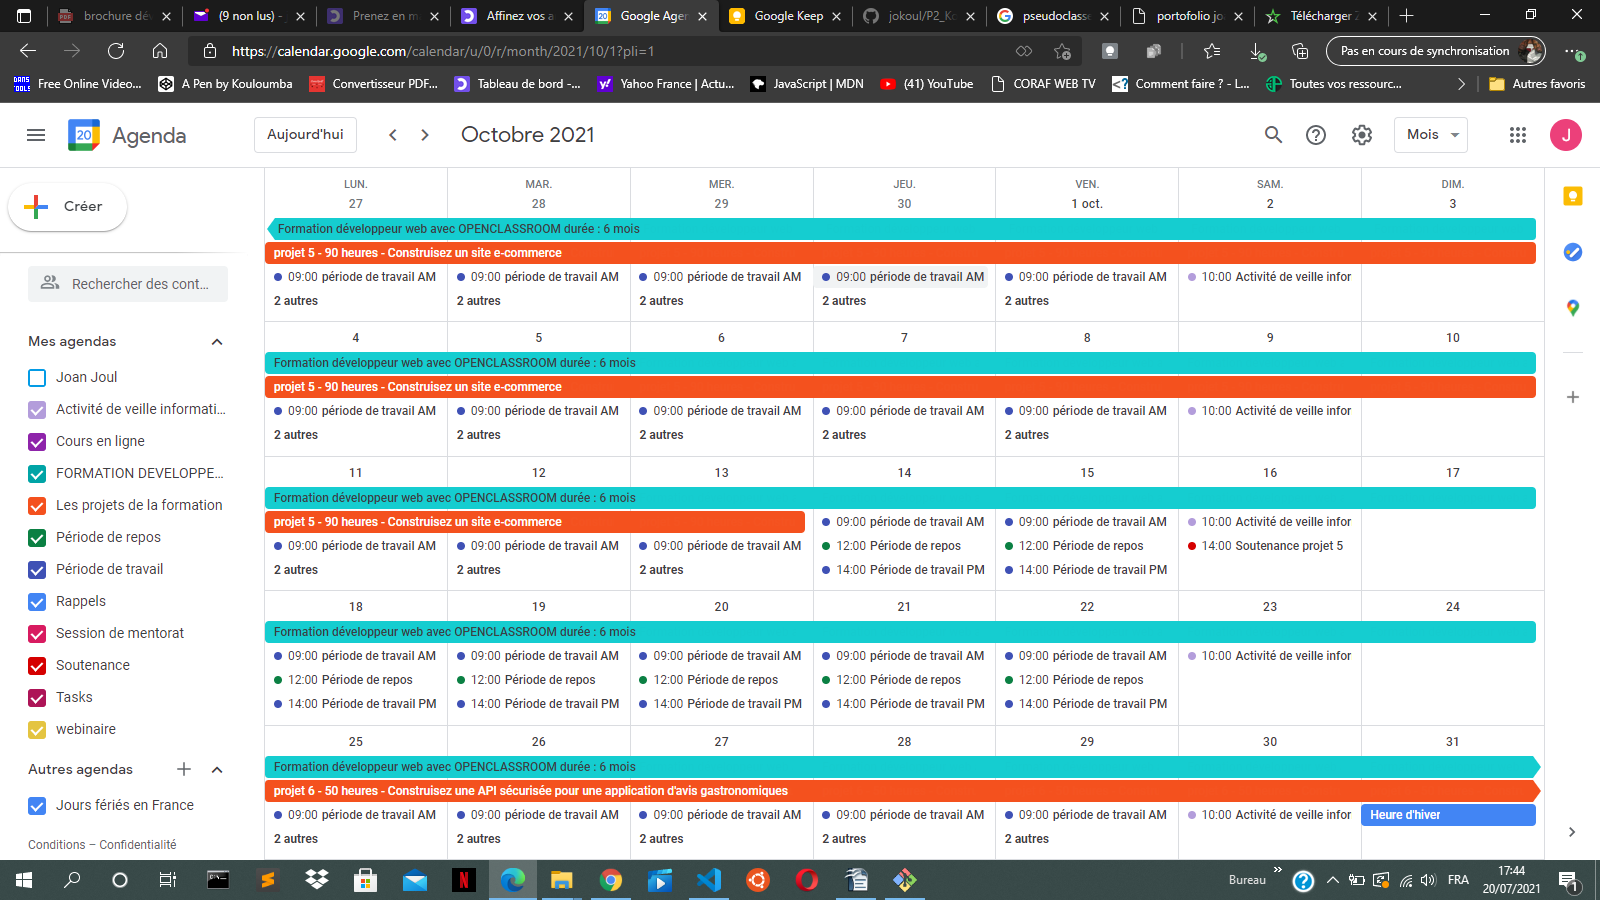 brochure dév
(9 non lus) -
Prenez en m
Affinez vos a
Google Agen
Google Keep
jokoul/P2_Ko
pseudoclasse
portofolio jo
Télécharger Z
https://calendar.google.com/calendar/u/0/r/month/2021/10/1?pli=1
Pas en cours de synchronisation
Free Online Video...
A Pen by Kouloumba
Convertisseur PDF...
Tableau de bord -...
Yahoo France | Actu...
JavaScript | MDN
(41) YouTube
CORAF WEB TV
Comment faire ? - L...
Toutes vos ressourc...
Autres favoris
20 Agenda
Aujourd'hui
Octobre 2021
Mois
J
Créer
Rechercher des cont...
Mes agendas
Joan Joul
Activité de veille informati...
Cours en ligne
FORMATION DEVELOPPE...
Les projets de la formation
Période de repos
Période de travail
Rappels
Session de mentorat
Soutenance
Tasks
webinaire
Autres agendas
Jours fériés en France
Conditions – Confidentialité
LUN. MAR. MER. JEU. VEN. SAM. DIM.
27 28 29 30 1 oct. 2 3
Formation développeur web avec OPENCLASSROOM durée : 6 mois
projet 5 - 90 heures - Construisez un site e-commerce
09:00 période de travail AM 09:00 période de travail AM 09:00 période de travail AM 09:00 période de travail AM 09:00 période de travail AM 10:00 Activité de veille infor
2 autres 2 autres 2 autres 2 autres 2 autres
4 5 6 7 8 9 10
Formation développeur web avec OPENCLASSROOM durée : 6 mois
projet 5 - 90 heures - Construisez un site e-commerce
09:00 période de travail AM 09:00 période de travail AM 09:00 période de travail AM 09:00 période de travail AM 09:00 période de travail AM 10:00 Activité de veille infor
2 autres 2 autres 2 autres 2 autres 2 autres
11 12 13 14 15 16 17
Formation développeur web avec OPENCLASSROOM durée : 6 mois
projet 5 - 90 heures - Construisez un site e-commerce 09:00 période de travail AM 09:00 période de travail AM 10:00 Activité de veille infor
09:00 période de travail AM 09:00 période de travail AM 09:00 période de travail AM 12:00 Période de repos 12:00 Période de repos 14:00 Soutenance projet 5
2 autres 2 autres 2 autres 14:00 Période de travail PM 14:00 Période de travail PM
18 19 20 21 22 23 24
Formation développeur web avec OPENCLASSROOM durée : 6 mois
09:00 période de travail AM 09:00 période de travail AM 09:00 période de travail AM 09:00 période de travail AM 09:00 période de travail AM 10:00 Activité de veille infor
12:00 Période de repos 12:00 Période de repos 12:00 Période de repos 12:00 Période de repos 12:00 Période de repos
14:00 Période de travail PM 14:00 Période de travail PM 14:00 Période de travail PM 14:00 Période de travail PM 14:00 Période de travail PM
25 26 27 28 29 30 31
Formation développeur web avec OPENCLASSROOM durée : 6 mois
projet 6 - 50 heures - Construisez une API sécurisée pour une application d'avis gastronomiques
09:00 période de travail AM 09:00 période de travail AM 09:00 période de travail AM 09:00 période de travail AM 09:00 période de travail AM 10:00 Activité de veille infor Heure d'hiver
2 autres 2 autres 2 autres 2 autres 2 autres
Bureau
FRA
17:44
20/07/2021
1